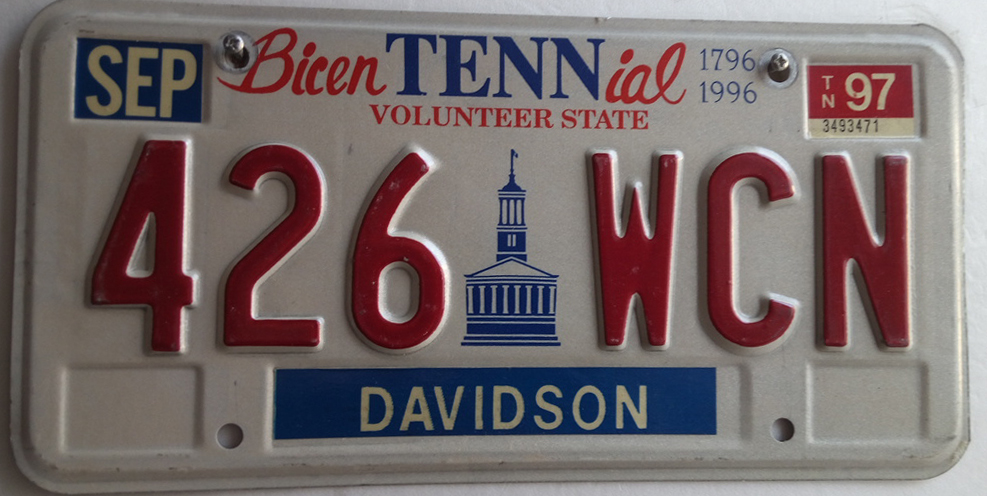 SEP
BicenTENNial
1796
1996
VOLUNTEER STATE
TN 97
3493471
426 WCN
DAVIDSON